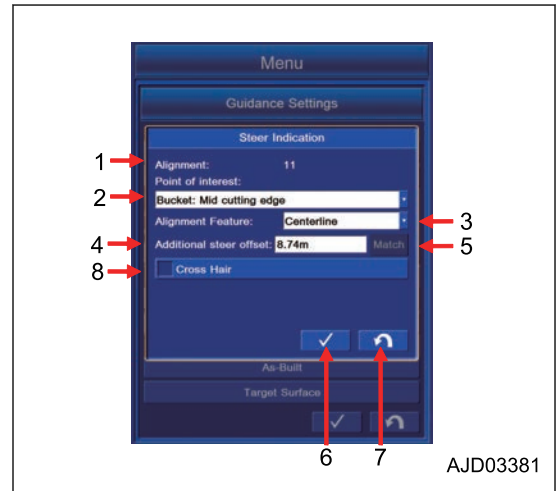 Menu
Guidance Settings
Steer Indication
1 Alignment: 11
Point of interest:
2 Bucket: Mid cutting edge
Alignment Feature: Centerline 3
4 Additional steer offset: 8.74m Match 5
8 Cross Hair
As-Built
Target Surface
6 7
AJD03381